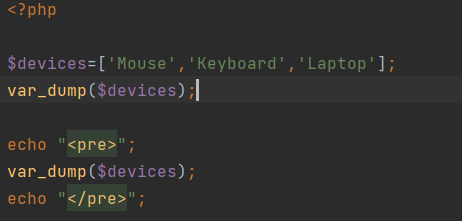 <?php
$devices=['Mouse','Keyboard','Laptop'];
var_dump($devices);
echo "<pre>";
var_dump($devices);
echo "</pre>";